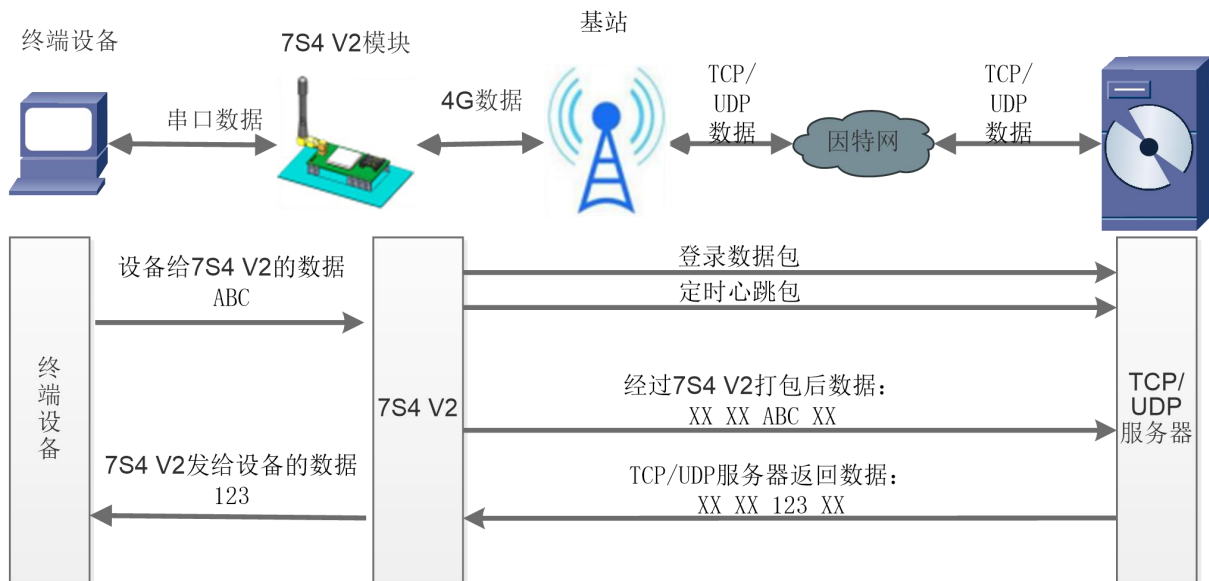 终端设备
7S4 V2模块
基站
串口数据
4G数据
TCP/
UDP
数据
因特网
TCP/
UDP
数据
设备给7S4 V2的数据
ABC
登录数据包
定时心跳包
终
端
设
备
7S4 V2
经过7S4 V2打包后数据:
XX XX ABC XX
TCP/
UDP
服务器
7S4 V2发给设备的数据
123
TCP/UDP服务器返回数据:
XX XX 123 XX